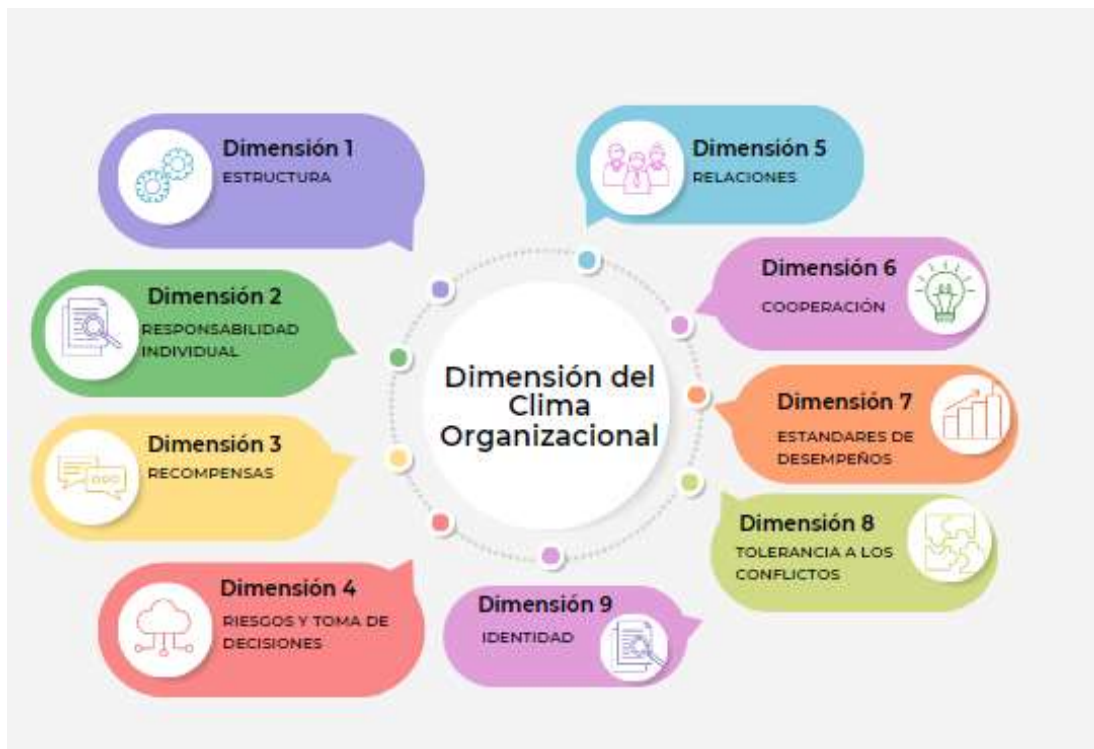 Dimensión 1
ESTRUCTURA
Dimensión 2
RESPONSABILIDAD
INDIVIDUAL
Dimensión 3
RECOMPENSAS
Dimensión 4
RIESGOS Y TOMA DE
DECISIONES
Dimensión del
Clima
Organizacional
Dimensión 5
RELACIONES
Dimensión 6
COOPERACIÓN
Dimensión 7
ESTANDARES DE
DESEMPEÑOS
Dimensión 8
TOLERANCIA A LOS
CONFLICTOS
Dimensión 9
IDENTIDAD